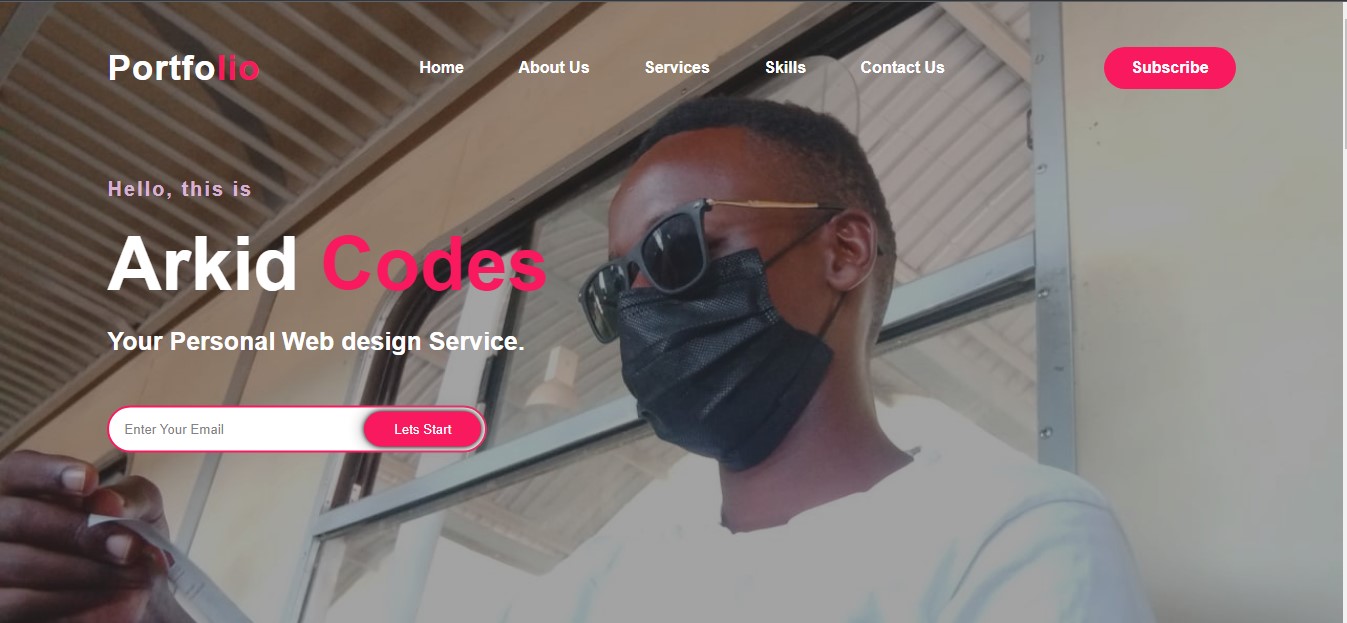 Portfolio Home About Us Services Skills Contact Us Subscribe
Hello, this is
Arkid Codes
Your Personal Web design Service.
Enter Your Email Lets Start